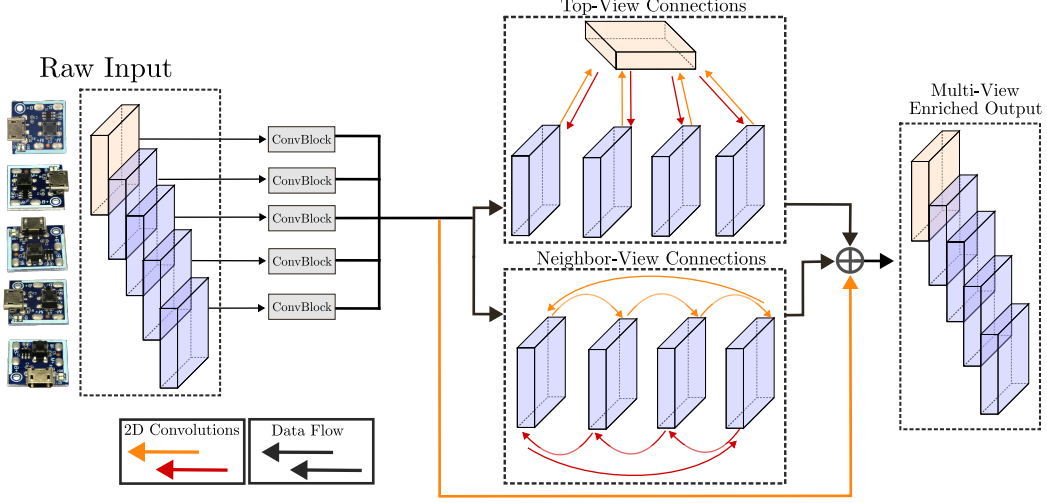 Top-View Connections
Raw Input
Multi-View
Enriched Output
ConvBlock
ConvBlock
ConvBlock
ConvBlock
ConvBlock
Neighbor-View Connections
2D Convolutions
Data Flow